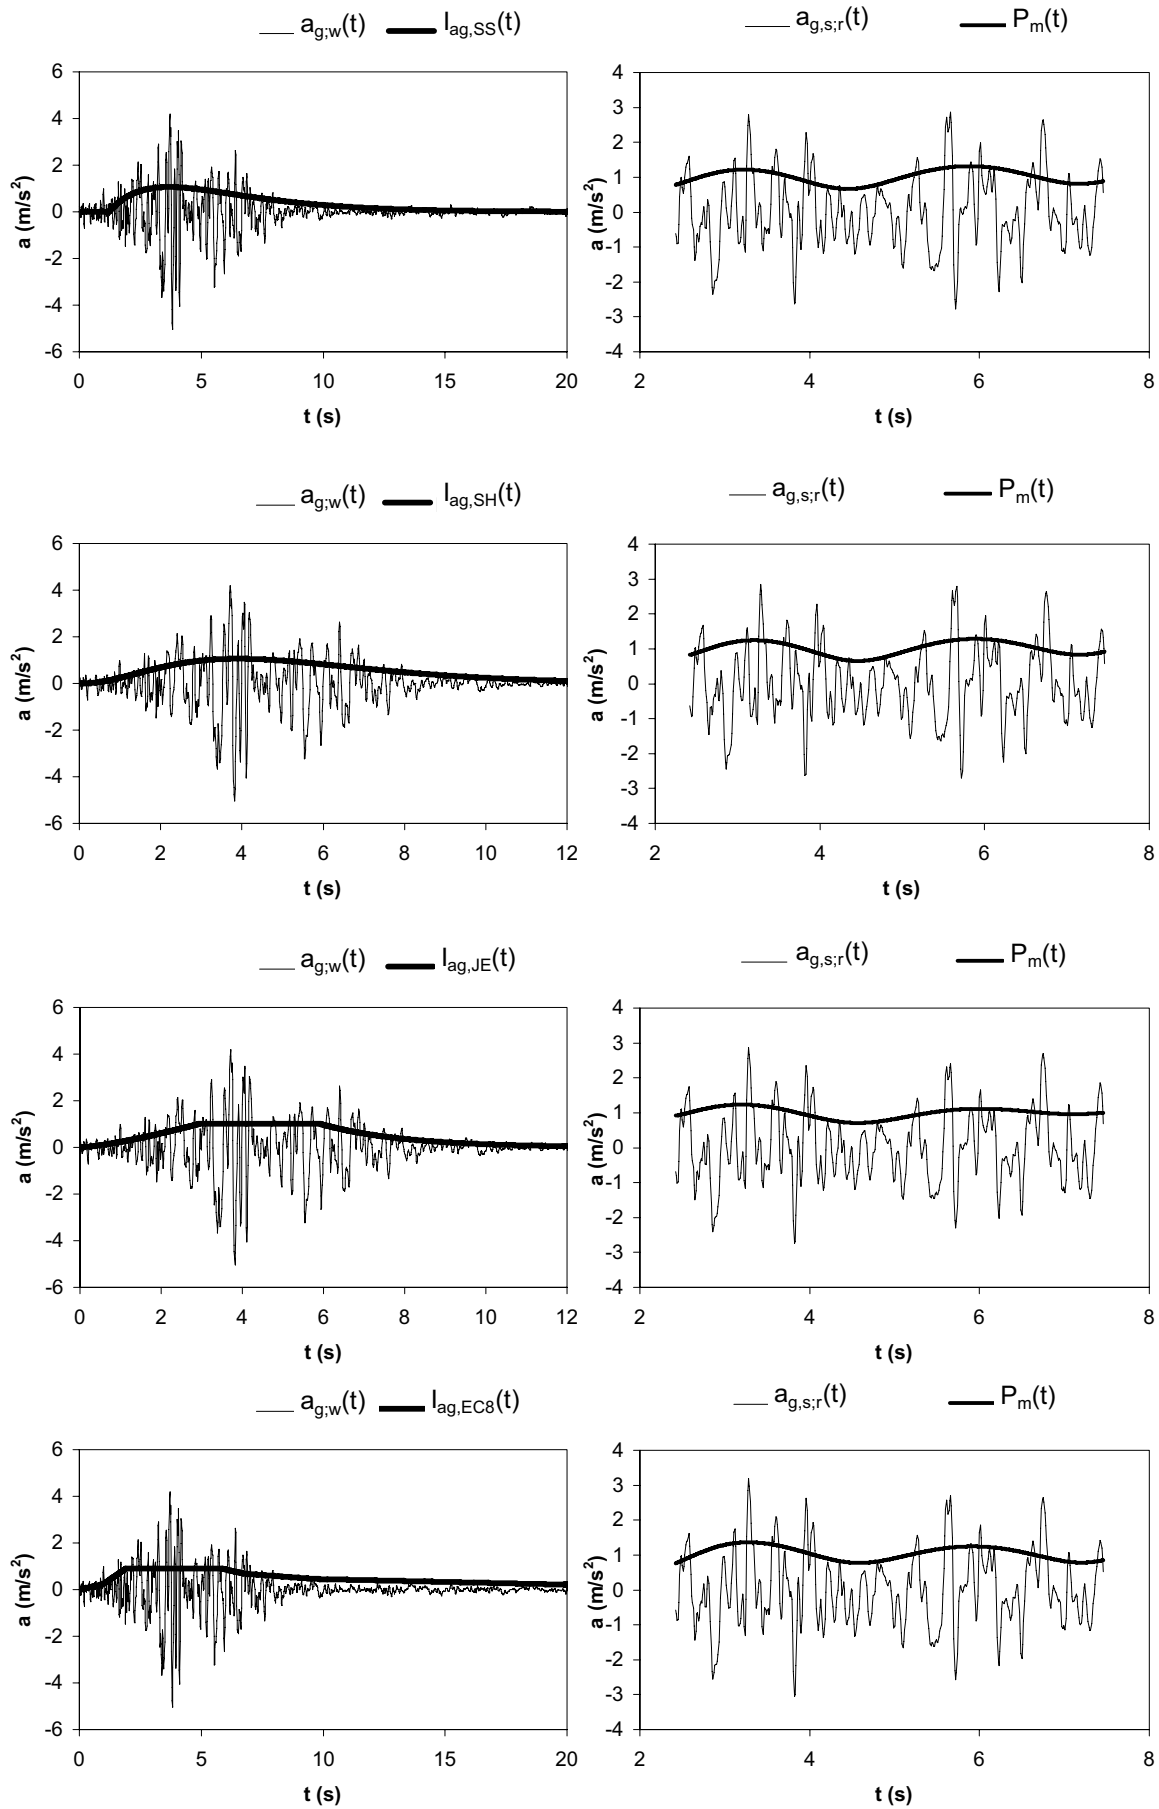 a_g;w(t) I_ag,SS(t)
a_g,s;r(t) P_m(t)
6
4
2
0
-2
-4
-6
a (m/s²)
0 5 10 15 20
t (s)
4
3
2
1
0
-1
-2
-3
-4
a (m/s²)
2 4 6 8
t (s)
a_g;w(t) I_ag,SH(t)
a_g,s;r(t) P_m(t)
6
4
2
0
-2
-4
-6
a (m/s²)
0 2 4 6 8 10 12
t (s)
4
3
2
1
0
-1
-2
-3
-4
a (m/s²)
2 4 6 8
t (s)
a_g;w(t) I_ag,JE(t)
a_g,s;r(t) P_m(t)
6
4
2
0
-2
-4
-6
a (m/s²)
0 2 4 6 8 10 12
t (s)
4
3
2
1
0
-1
-2
-3
-4
a (m/s²)
2 4 6 8
t (s)
a_g;w(t) I_ag,EC8(t)
a_g,s;r(t) P_m(t)
6
4
2
0
-2
-4
-6
a (m/s²)
0 5 10 15 20
t (s)
4
3
2
1
0
-1
-2
-3
-4
a (m/s²)
2 4 6 8
t (s)